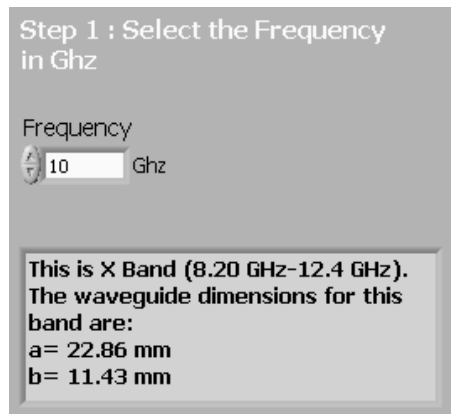 Step 1 : Select the Frequency
in Ghz
Frequency
10 Ghz
This is X Band (8.20 GHz-12.4 GHz).
The waveguide dimensions for this
band are:
a= 22.86 mm
b= 11.43 mm